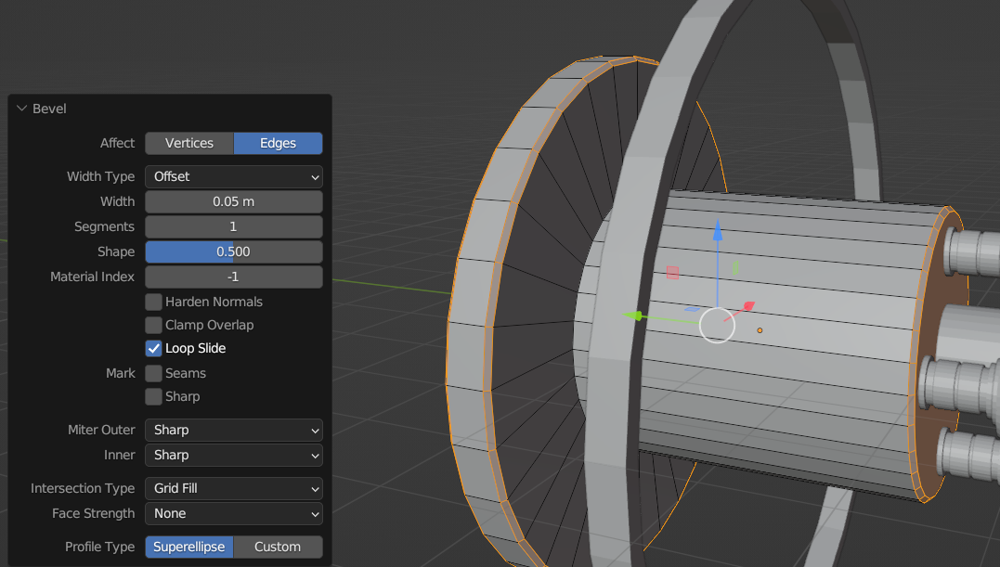 Bevel
Affect Vertices Edges
Width Type Offset
Width 0.05 m
Segments 1
Shape 0.500
Material Index -1
Harden Normals
Clamp Overlap
Loop Slide
Mark Seams
Sharp
Miter Outer Sharp
Inner Sharp
Intersection Type Grid Fill
Face Strength None
Profile Type Superellipse Custom